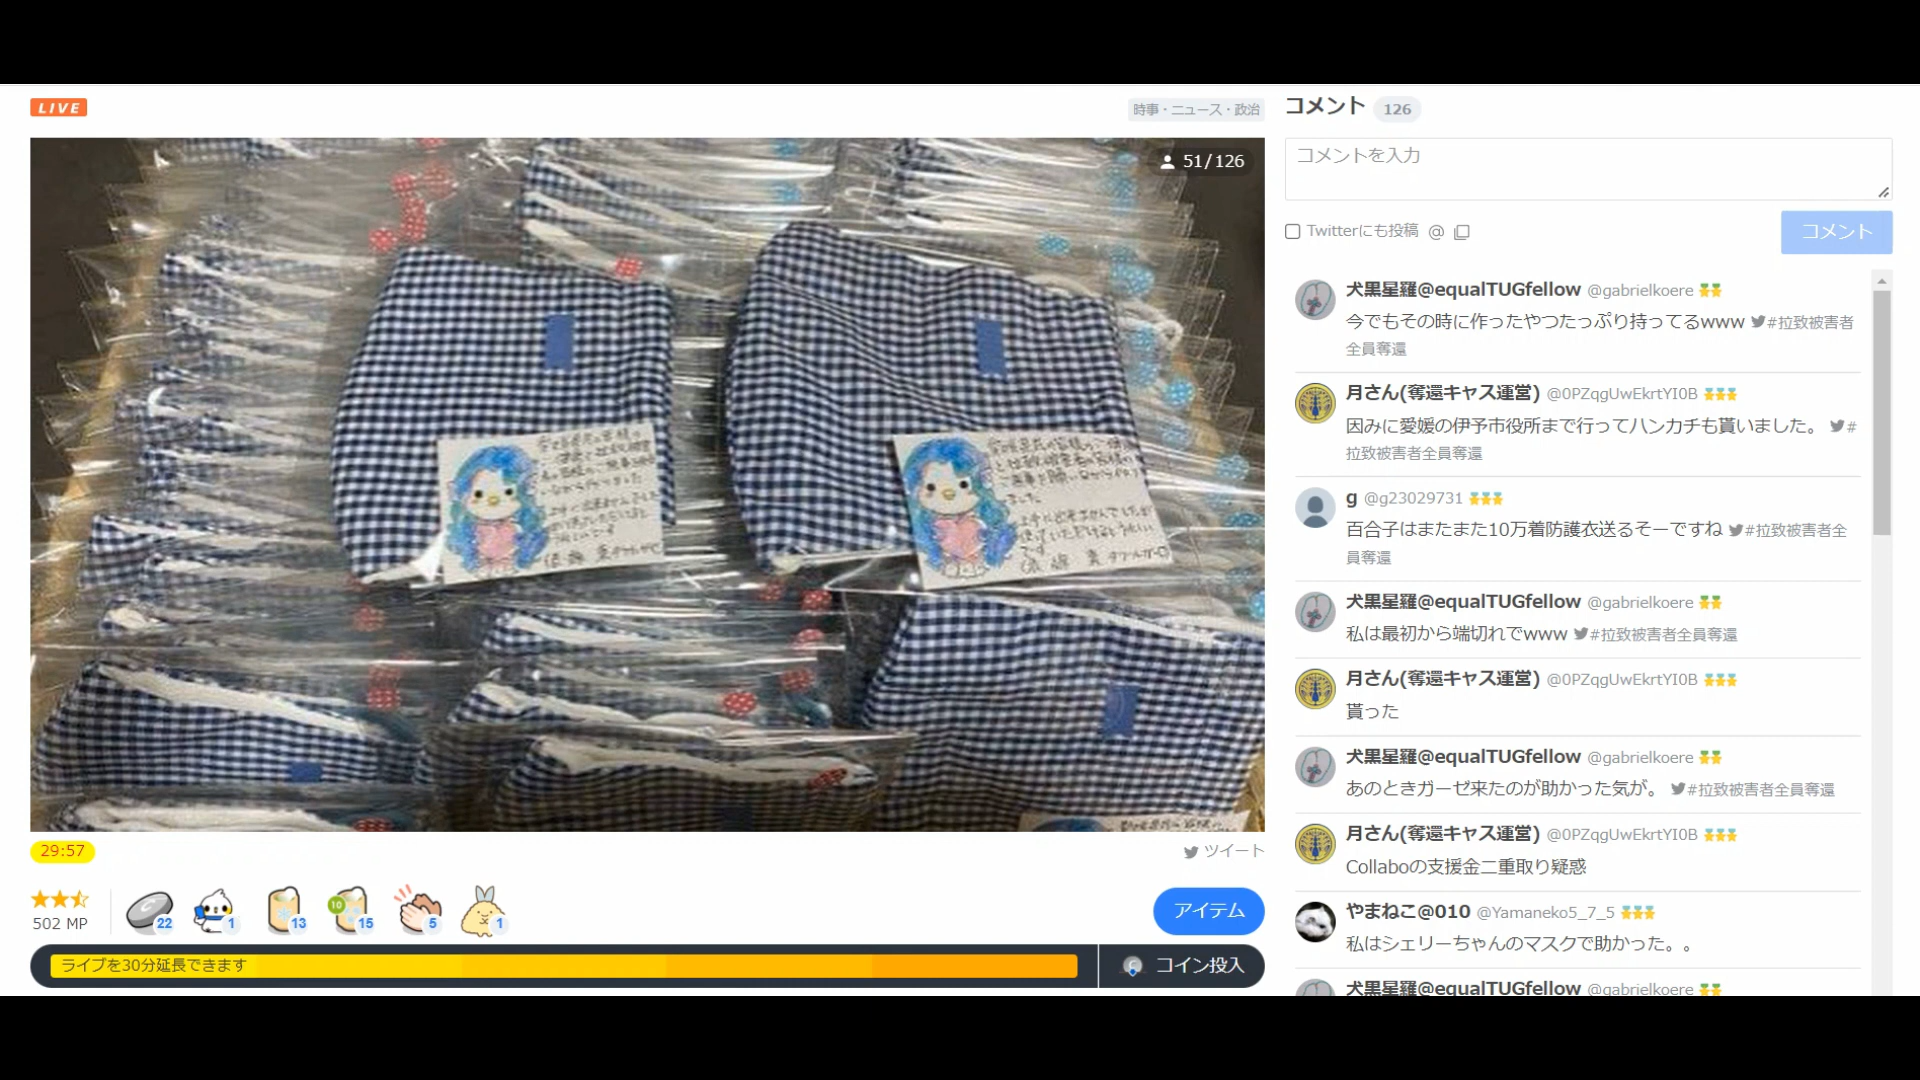 LIVE
時事・ニュース・政治
51/126
29:57
ツイート
502 MP
22
1
13
10
15
5
1
アイテム
ライブを30分延長できます
コイン投入
コメント 126
コメントを入力
Twitterにも投稿 @
コメント
犬黒星羅@equalTUGfellow @gabrielkoere
今でもその時に作ったやつたっぷり持ってるwww #拉致被害者
全員奪還
月さん(奪還キャス運営) @0PZqgUwEkrtYI0B
因みに愛媛の伊予市役所まで行ってハンカチも貰いました。 #
拉致被害者全員奪還
g @g23029731
百合子はまたまた10万着防護衣送るそーですね #拉致被害者全
員奪還
犬黒星羅@equalTUGfellow @gabrielkoere
私は最初から端切れでwww #拉致被害者全員奪還
月さん(奪還キャス運営) @0PZqgUwEkrtYI0B
貰った
犬黒星羅@equalTUGfellow @gabrielkoere
あのときガーゼ来たのが助かった気が。 #拉致被害者全員奪還
月さん(奪還キャス運営) @0PZqgUwEkrtYI0B
Collaboの支援金二重取り疑惑
やまねこ@010 @Yamaneko5_7_5
私はシェリーちゃんのマスクで助かった。。
犬黒星羅@equalTUGfellow @gabrielkoere